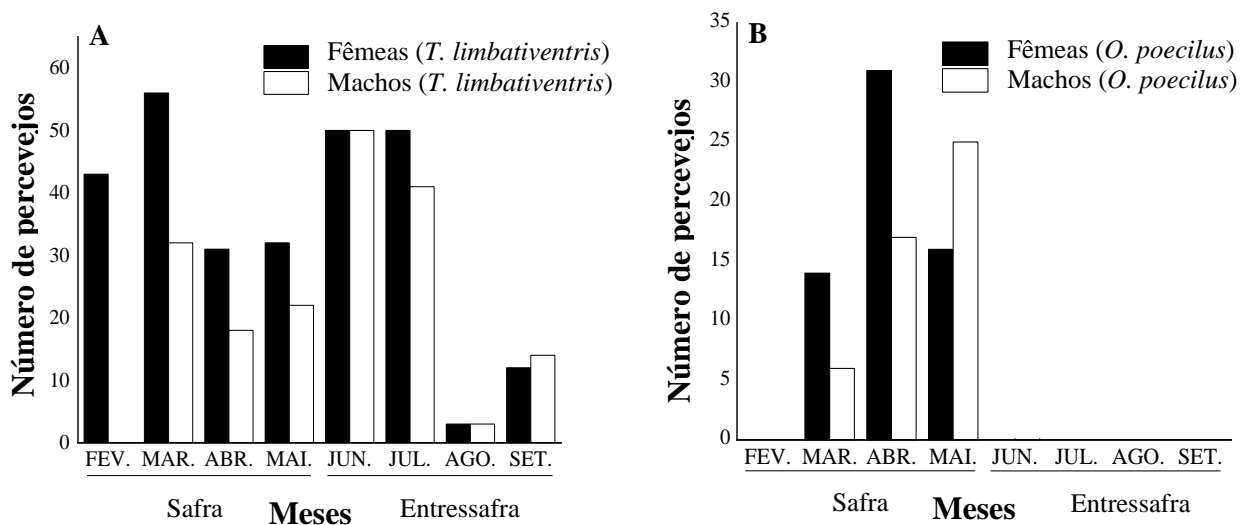 A
Fêmeas (T. limbativentris)
Machos (T. limbativentris)
Número de percevejos
60
50
40
30
20
10
0
FEV. MAR. ABR. MAI. JUN. JUL. AGO. SET.
Safra Meses Entressafra
B
Fêmeas (O. poecilus)
Machos (O. poecilus)
Número de percevejos
35
30
25
20
15
10
5
0
FEV. MAR. ABR. MAI. JUN. JUL. AGO. SET.
Safra Meses Entressafra